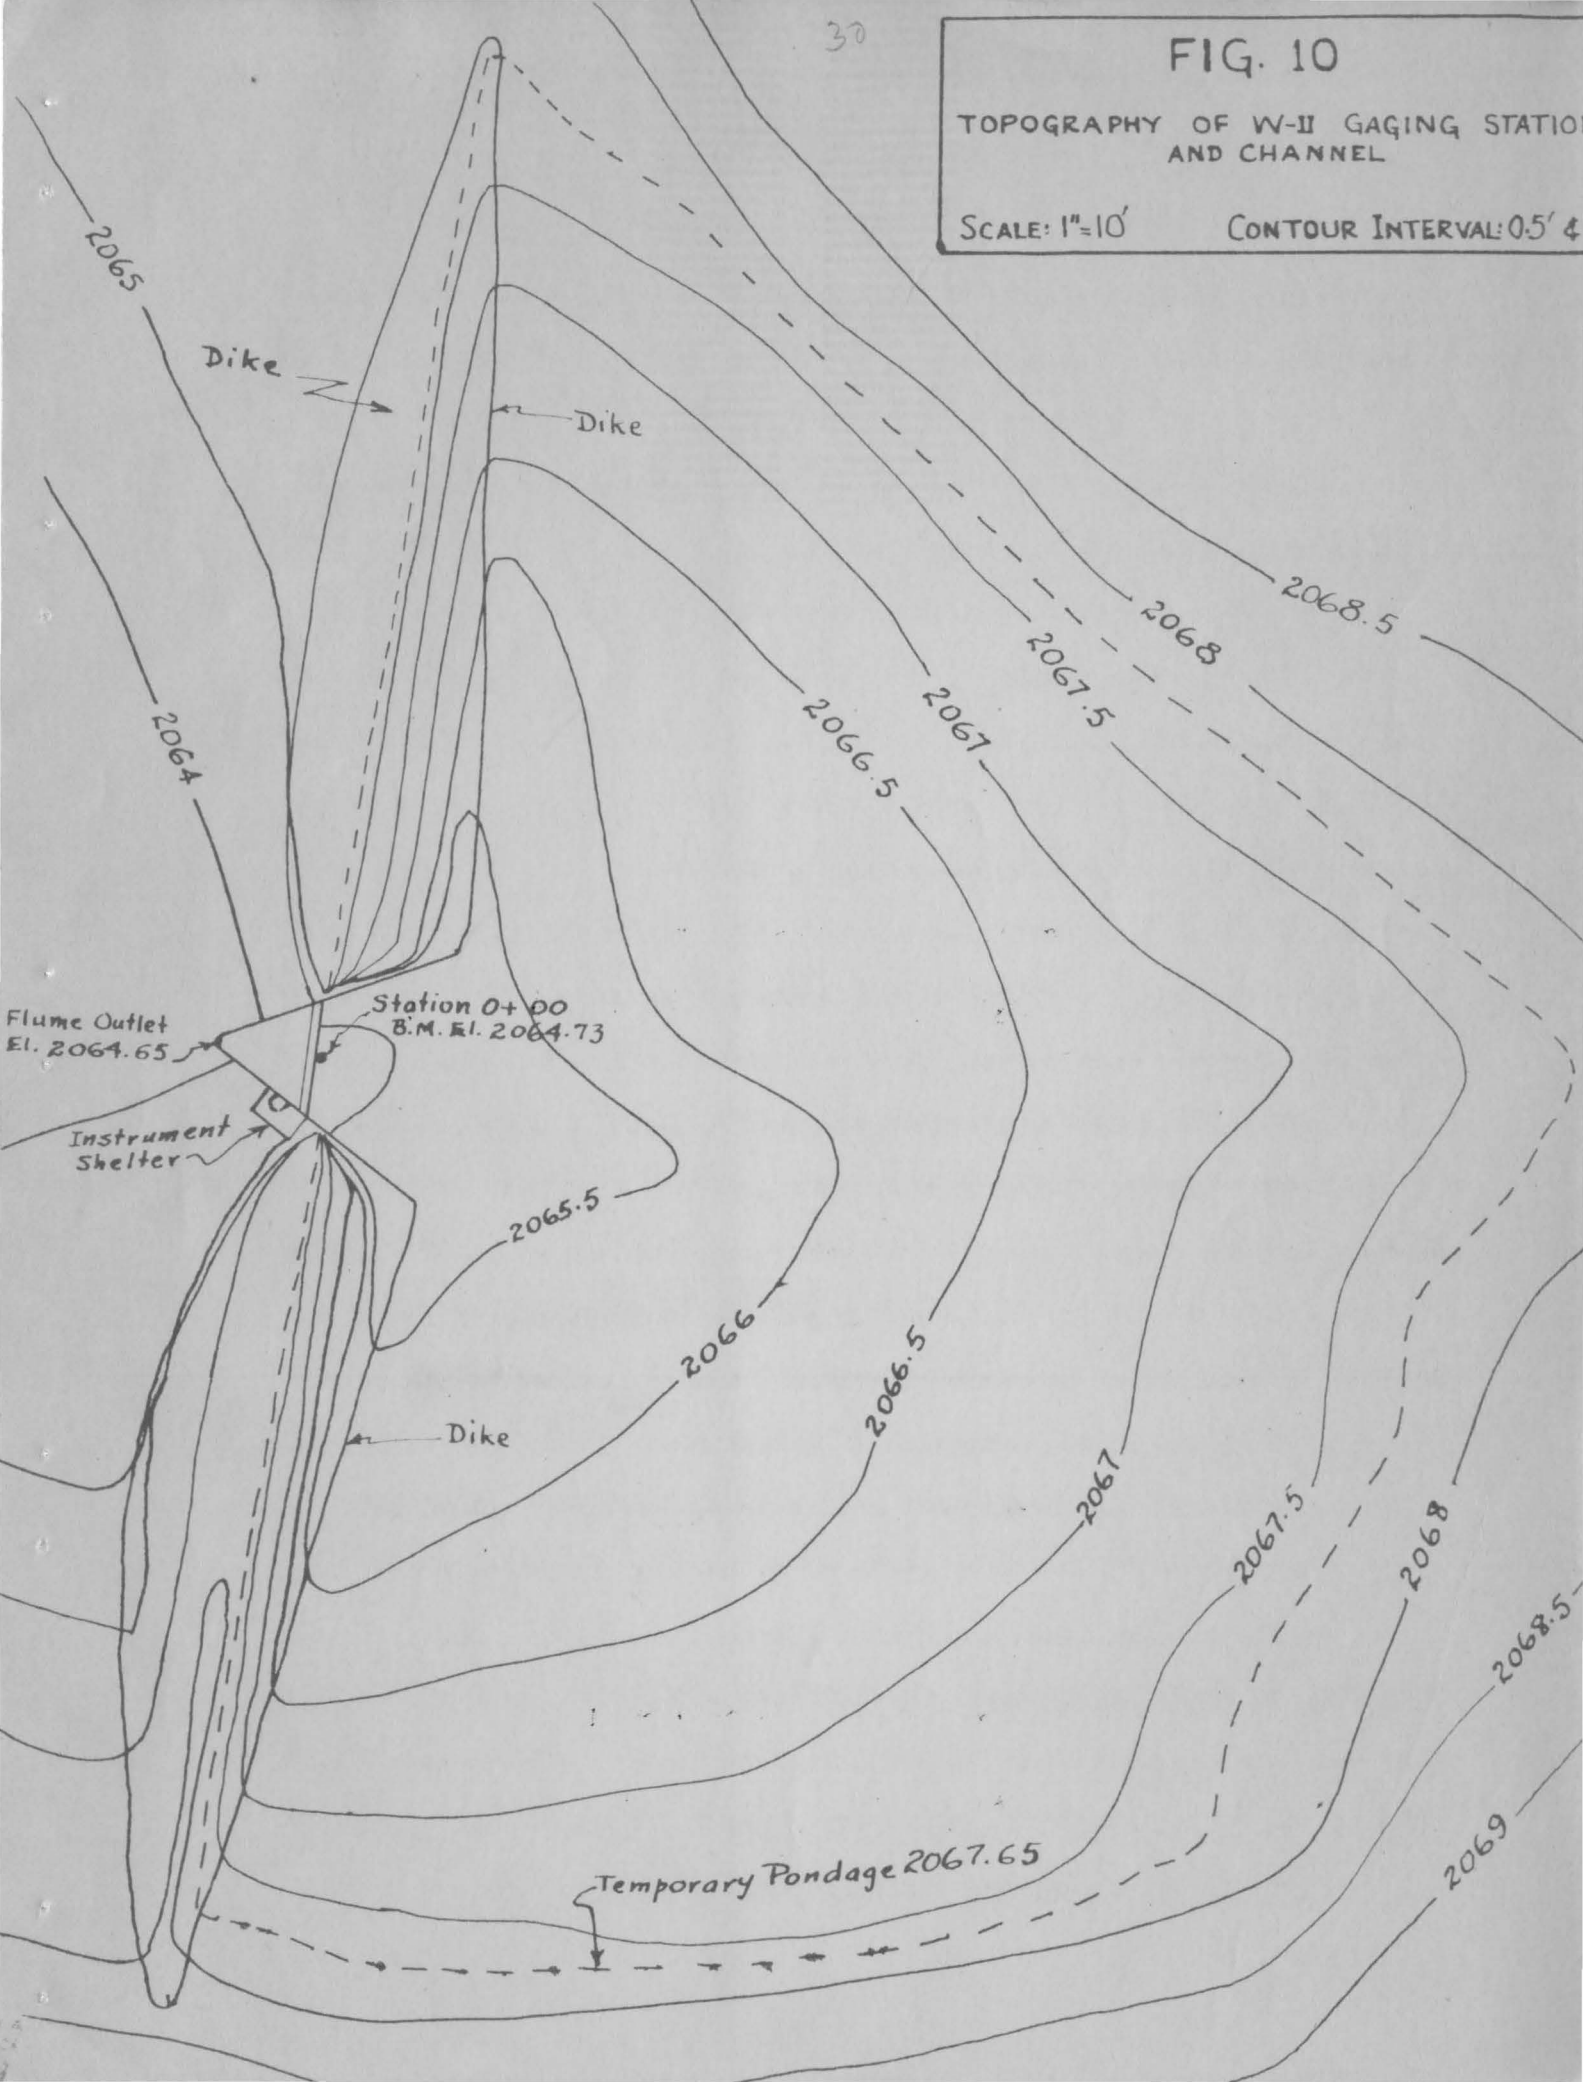 30
FIG. 10
TOPOGRAPHY OF W-II GAGING STATIO
AND CHANNEL
SCALE: 1"=10' CONTOUR INTERVAL: 0.5' &
2065
Dike
Dike
2064
2068.5
2068
2067.5
2067
2066.5
Flume Outlet
El. 2064.65
Station 0+00
B.M. El. 2064.73
Instrument
Shelter
2065.5
2066
2066.5
Dike
2067
2067.5
2068
2068.5
2069
Temporary Pondage 2067.65